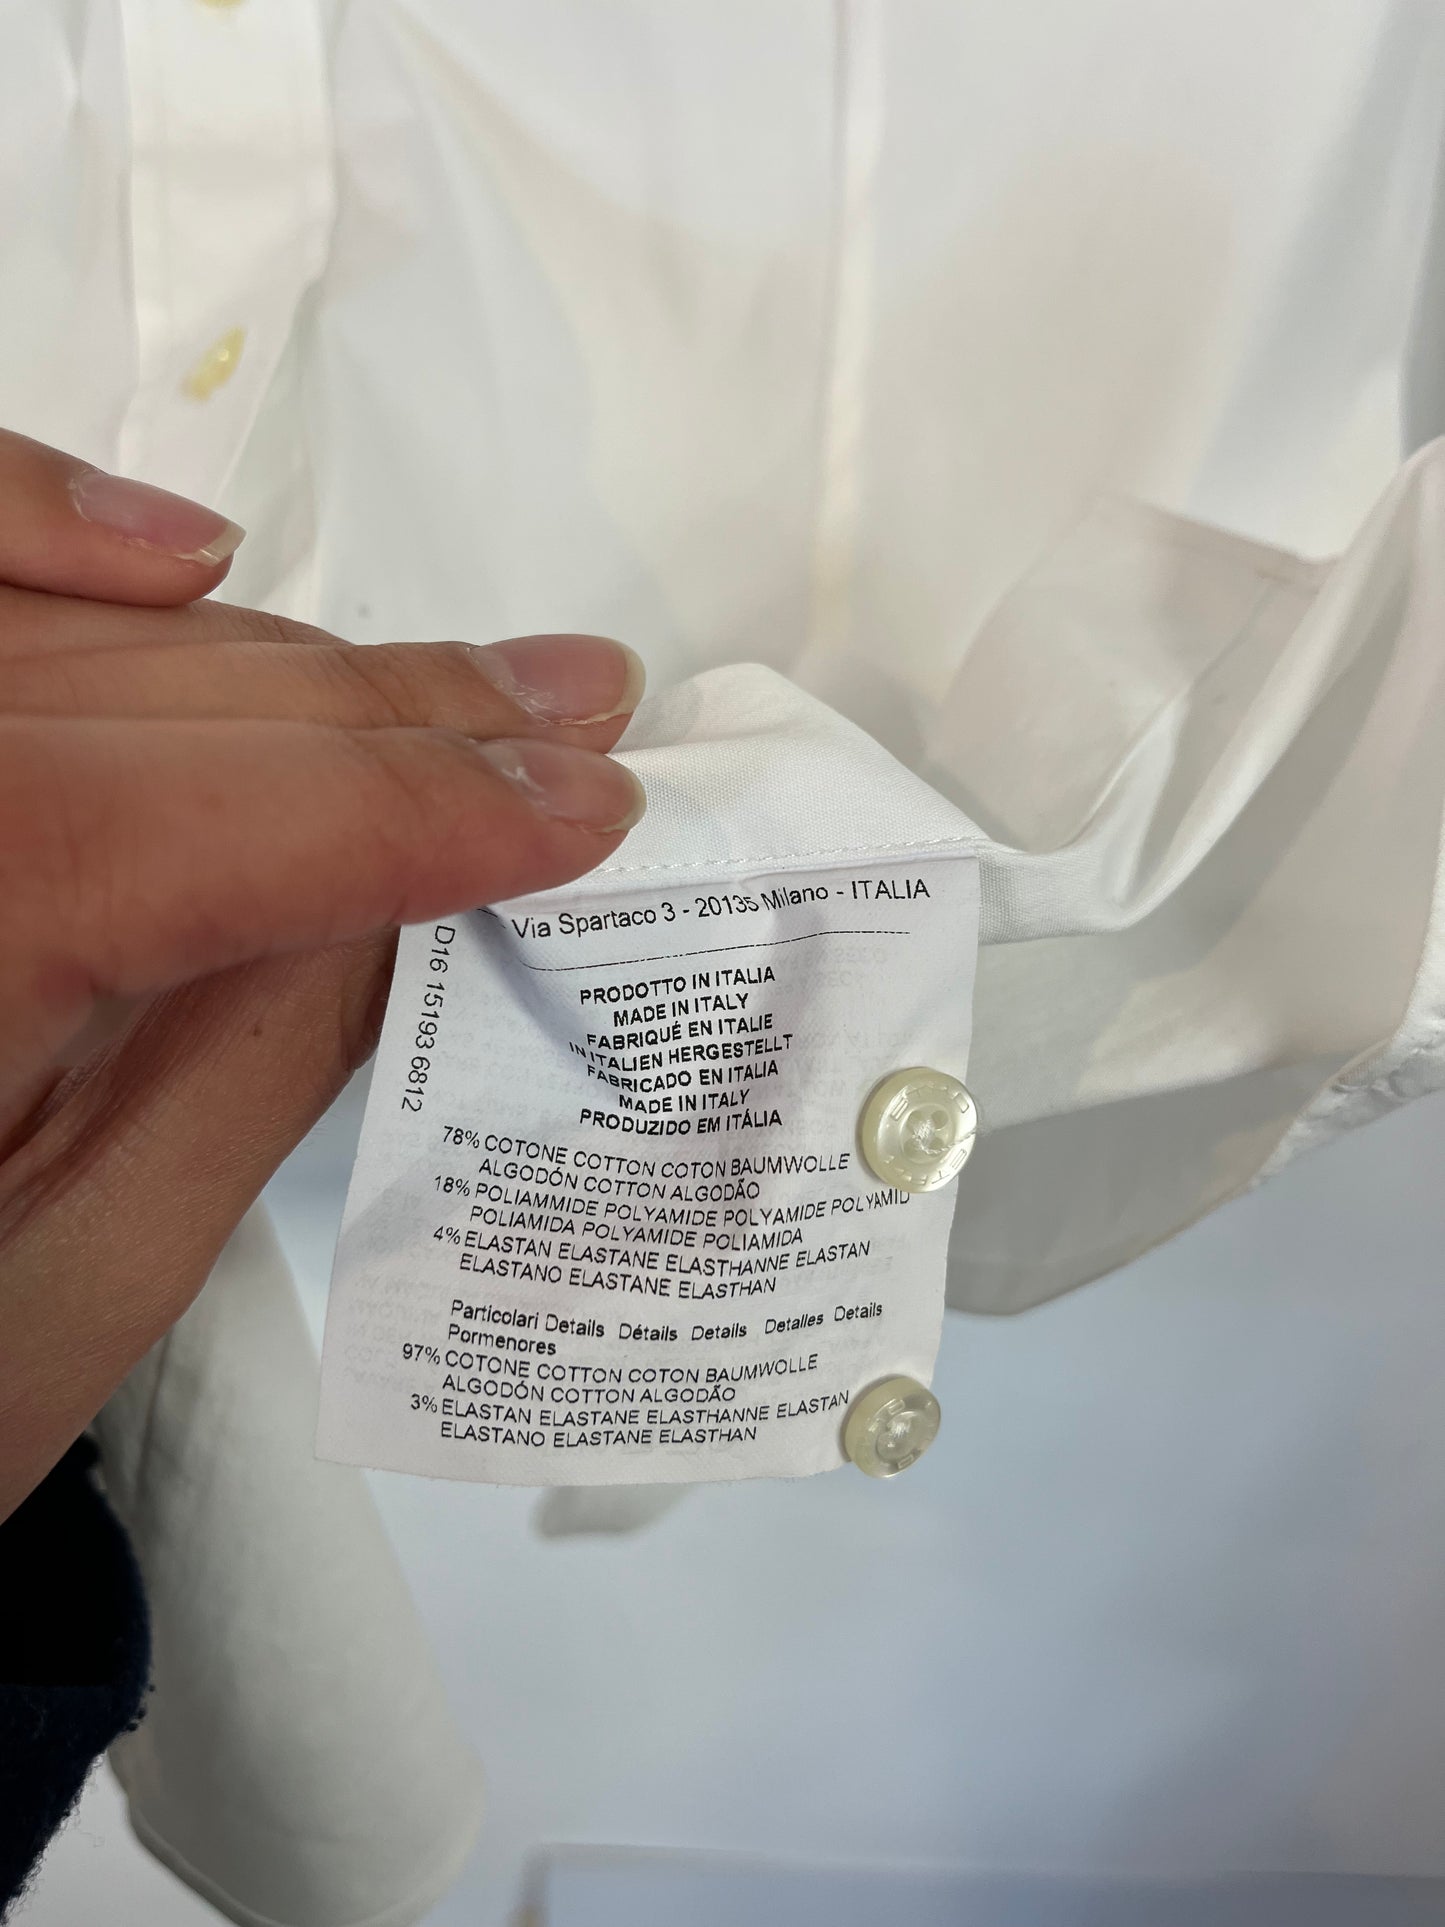 Via Spartaco 3 - 20135 Milano - ITALIA
D16 15193 6812
PRODOTTO IN ITALIA
MADE IN ITALY
FABRIQUÉ EN ITALIE
IN ITALIEN HERGESTELLT
FABRICADO EN ITALIA
MADE IN ITALY
PRODUZIDO EM ITÁLIA
78% COTONE COTTON COTON BAUMWOLLE
ALGODÓN COTTON ALGODÃO
18% POLIAMMIDE POLYAMIDE POLYAMIDE POLYAMID
POLIAMIDA POLYAMIDE POLIAMIDA
4% ELASTAN ELASTANE ELASTHANNE ELASTAN
ELASTANO ELASTANE ELASTHAN
Particolari Details Détails Details Detalles Details
Pormenores
97% COTONE COTTON COTON BAUMWOLLE
ALGODÓN COTTON ALGODÃO
3% ELASTAN ELASTANE ELASTHANNE ELASTAN
ELASTANO ELASTANE ELASTHAN